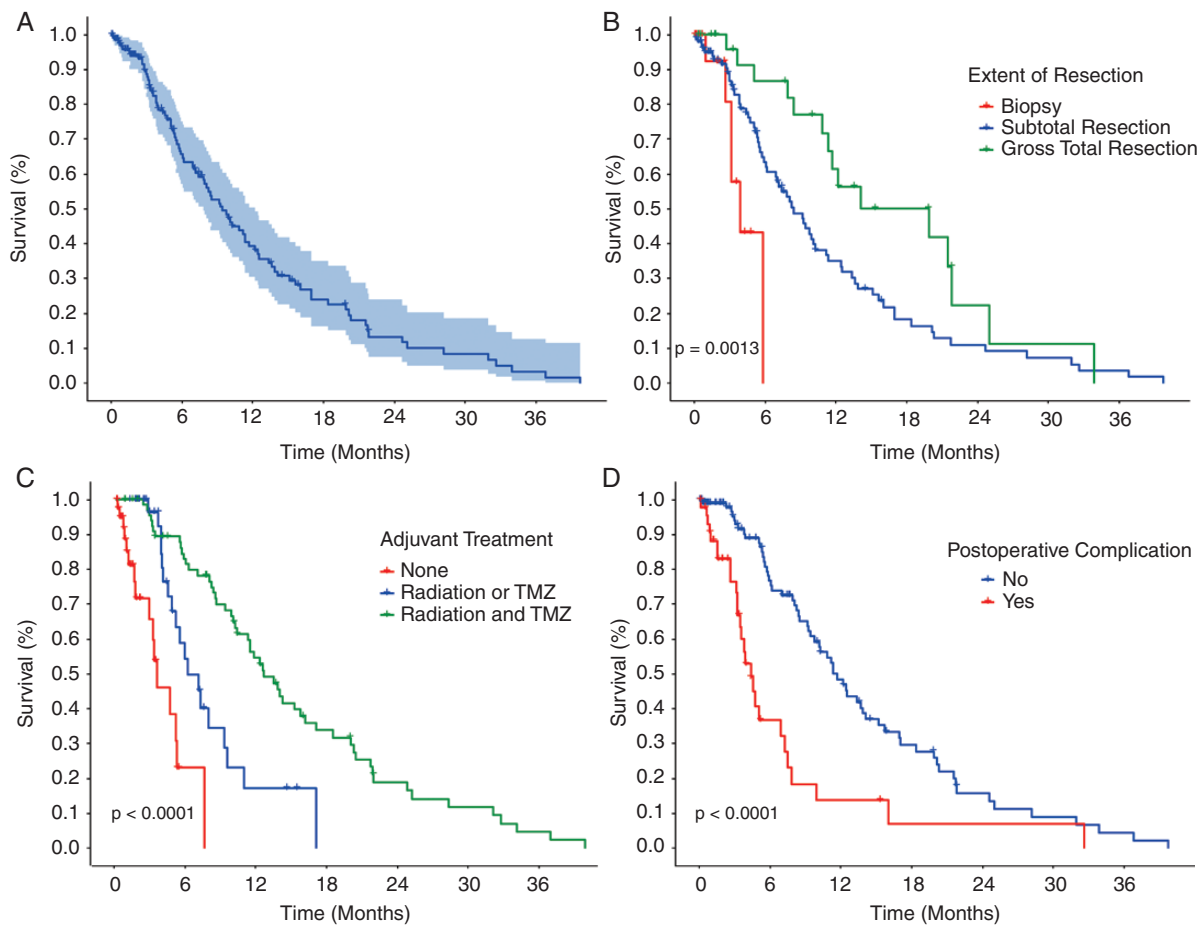 A
Survival (%)
1.0
0.9
0.8
0.7
0.6
0.5
0.4
0.3
0.2
0.1
0.0
0 6 12 18 24 30 36
Time (Months)
B
Survival (%)
1.0
0.9
0.8
0.7
0.6
0.5
0.4
0.3
0.2
0.1
0.0
Extent of Resection
Biopsy
Subtotal Resection
Gross Total Resection
p = 0.0013
0 6 12 18 24 30 36
Time (Months)
C
Survival (%)
1.0
0.9
0.8
0.7
0.6
0.5
0.4
0.3
0.2
0.1
0.0
Adjuvant Treatment
None
Radiation or TMZ
Radiation and TMZ
p < 0.0001
0 6 12 18 24 30 36
Time (Months)
D
Survival (%)
1.0
0.9
0.8
0.7
0.6
0.5
0.4
0.3
0.2
0.1
0.0
Postoperative Complication
No
Yes
p < 0.0001
0 6 12 18 24 30 36
Time (Months)